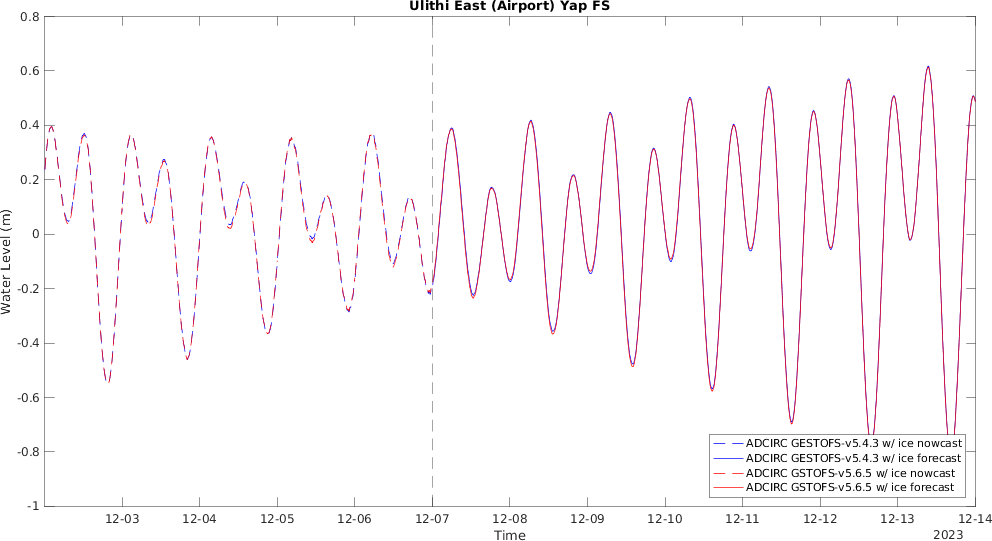 Ulithi East (Airport) Yap FS
0.8
0.6
0.4
0.2
0
-0.2
-0.4
-0.6
-0.8
-1
Water Level (m)
ADCIRC GESTOFS-v5.4.3 w/ ice nowcast
ADCIRC GESTOFS-v5.4.3 w/ ice forecast
ADCIRC GSTOFS-v5.6.5 w/ ice nowcast
ADCIRC GSTOFS-v5.6.5 w/ ice forecast
12-03 12-04 12-05 12-06 12-07 12-08 12-09 12-10 12-11 12-12 12-13 12-14
Time
2023